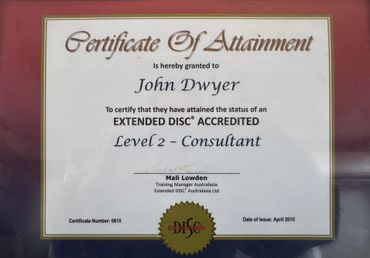 Certificate Of Attainment
Is hereby granted to
John Dwyer
To certify that they have attained the status of an
EXTENDED DISC® ACCREDITED
Level 2 – Consultant
Mali Lowden
Training Manager Australasia
Extended DISC® Australasia Ltd
Certificate Number: 0815
Date of Issue: April 2015
DISC